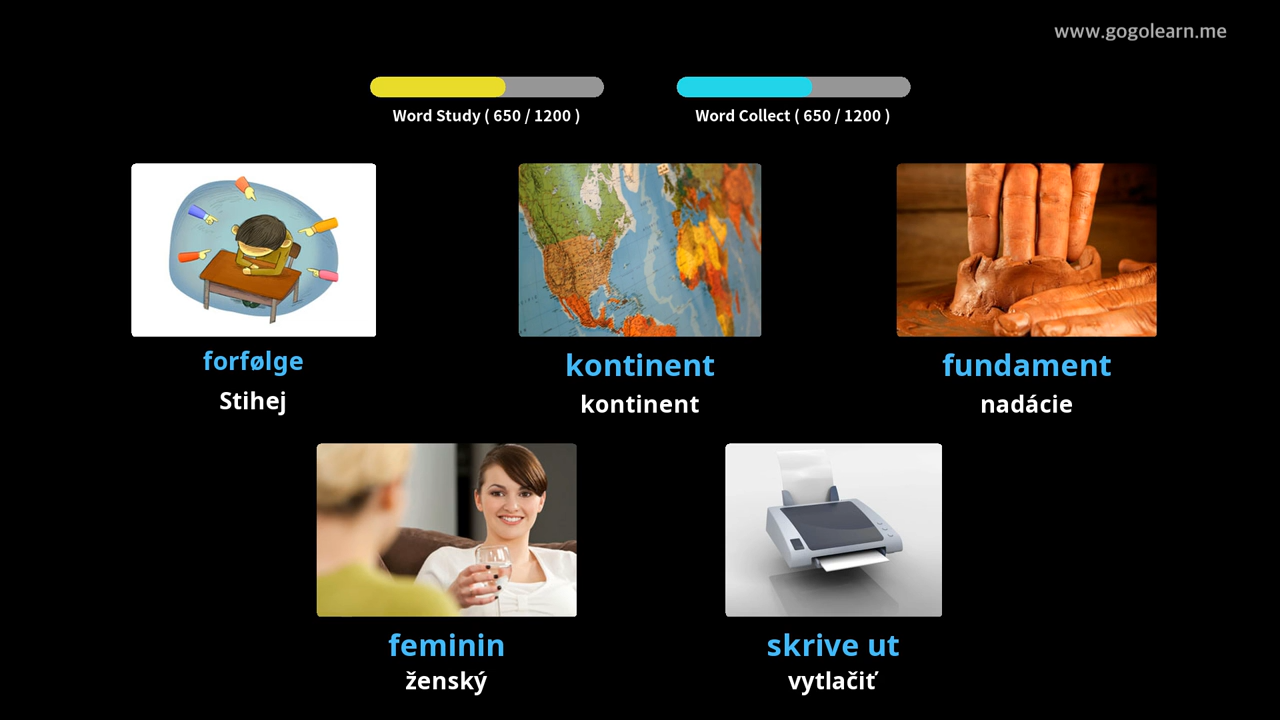 www.gogolearn.me
Word Study ( 650 / 1200 )
Word Collect ( 650 / 1200 )
forfølge
Stihej
kontinent
kontinent
fundament
nadácie
feminin
ženský
skrive ut
vytlačiť